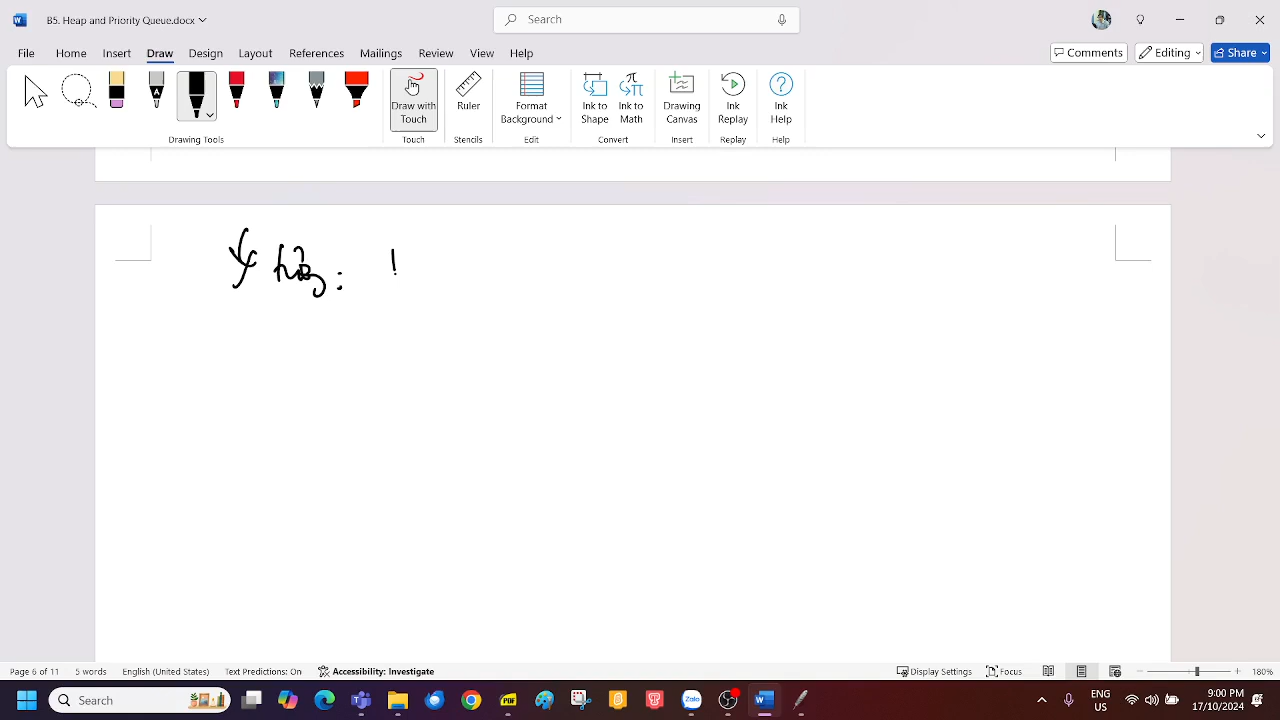 B5. Heap and Priority Queue.docx
Search
File Home Insert Draw Design Layout References Mailings Review View Help
Comments Editing Share
Draw with Touch
Ruler
Format Background
Ink to Shape
Ink to Math
Drawing Canvas
Ink Replay
Ink Help
Drawing Tools Touch Stencils Edit Convert Insert Replay Help
Page 6 of 11 5 words English (United States) Text Predictions: On Accessibility: Investigate Display Settings Focus 180%
Search
ENG US
9:00 PM
17/10/2024